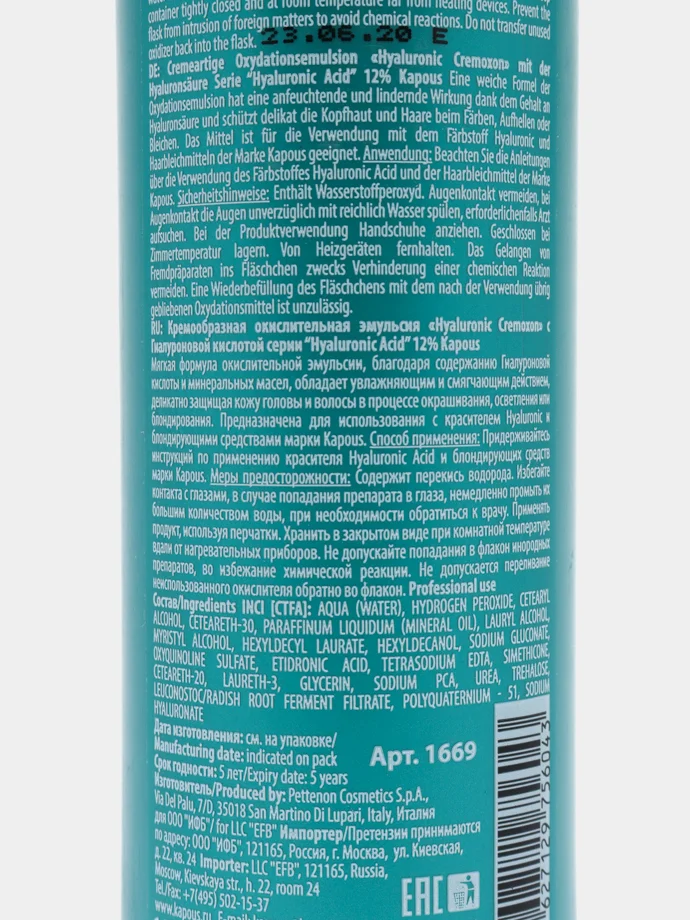 container tightly closed and at room temperature far from heating devices. Prevent the
flask from intrusion of foreign matters to avoid chemical reactions. Do not transfer unused
oxidizer back into the flask.
23.06.20 E
DE: Cremeartige Oxydationsemulsion «Hyaluronic Cremoxon» mit der
Hyaluronsäure Serie "Hyaluronic Acid" 12% Kapous Eine weiche Formel der
Oxydationsemulsion hat eine anfeuchtende und lindernde Wirkung dank dem Gehalt an
Hyaluronsäure und schützt delikat die Kopfhaut und Haare beim Färben, Aufhellen oder
Bleichen. Das Mittel ist für die Verwendung mit dem Färbstoff Hyaluronic und
Haarbleichmitteln der Marke Kapous geeignet. Anwendung: Beachten Sie die Anleitungen
über die Verwendung des Färbstoffes Hyaluronic Acid und der Haarbleichmittel der Marke
Kapous. Sicherheitshinweise: Enthält Wasserstoffperoxyd. Augenkontakt vermeiden, bei
Augenkontakt die Augen unverzüglich mit reichlich Wasser spülen, erforderlichenfalls Arzt
aufsuchen. Bei der Produktverwendung Handschuhe anziehen. Geschlossen bei
Zimmertemperatur lagern. Von Heizgeräten fernhalten. Das Gelangen von
Fremdpräparaten ins Fläschchen zwecks Verhinderung einer chemischen Reaktion
vermeiden. Eine Wiederbefüllung des Fläschchens mit dem nach der Verwendung übrig
gebliebenen Oxydationsmittel ist unzulässig.
RU: Кремообразная окислительная эмульсия «Hyaluronic Cremoxon» с
Гиалуроновой кислотой серии "Hyaluronic Acid" 12% Kapous
Мягкая формула окислительной эмульсии, благодаря содержанию Гиалуроновой
кислоты и минеральных масел, обладает увлажняющим и смягчающим действием,
деликатно защищая кожу головы и волосы в процессе окрашивания, осветления или
блондирования. Предназначена для использования с красителем Hyaluronic и
блондирующими средствами марки Kapous. Способ применения: Придерживайтесь
инструкций по применению красителя Hyaluronic Acid и блондирующих средств
марки Kapous. Меры предосторожности: Содержит перекись водорода. Избегайте
контакта с глазами, в случае попадания препарата в глаза, немедленно промыть их
большим количеством воды, при необходимости обратиться к врачу. Применять
продукт, используя перчатки. Хранить в закрытом виде при комнатной температуре
вдали от нагревательных приборов. Не допускайте попадания в флакон инородных
препаратов, во избежание химической реакции. Не допускается переливание
неиспользованного окислителя обратно во флакон. Professional use
Состав/Ingredients INCI [CTFA]: AQUA (WATER), HYDROGEN PEROXIDE, CETEARYL
ALCOHOL, CETEARETH-30, PARAFFINUM LIQUIDUM (MINERAL OIL), LAURYL ALCOHOL,
MYRISTYL ALCOHOL, HEXYLDECYL LAURATE, HEXYLDECANOL, SODIUM GLUCONATE,
OXYQUINOLINE SULFATE, ETIDRONIC ACID, TETRASODIUM EDTA, SIMETHICONE,
CETEARETH-20, LAURETH-3, GLYCERIN, SODIUM PCA, UREA, TREHALOSE,
LEUCONOSTOC/RADISH ROOT FERMENT FILTRATE, POLYQUATERNIUM - 51, SODIUM
HYALURONATE
Дата изготовления: см. на упаковке/
Manufacturing date: indicated on pack
Срок годности: 5 лет/Expiry date: 5 years
Арт. 1669
Изготовитель/Produced by: Pettenon Cosmetics S.p.A.,
Via Del Palu, 7/D, 35018 San Martino Di Lupari, Italy, Италия
для ООО "ИФБ"/ for LLC "EFB" Импортер/Претензии принимаются
по адресу: ООО "ИФБ", 121165, Россия, г. Москва, ул. Киевская,
д. 22, кв. 24 Importer: LLC "EFB", 121165, Russia,
Moscow, Kievskaya str., h. 22, room 24
Tel./Fax: +7(495) 502-15-37
www.kapous.ru
EAC
627129 756043